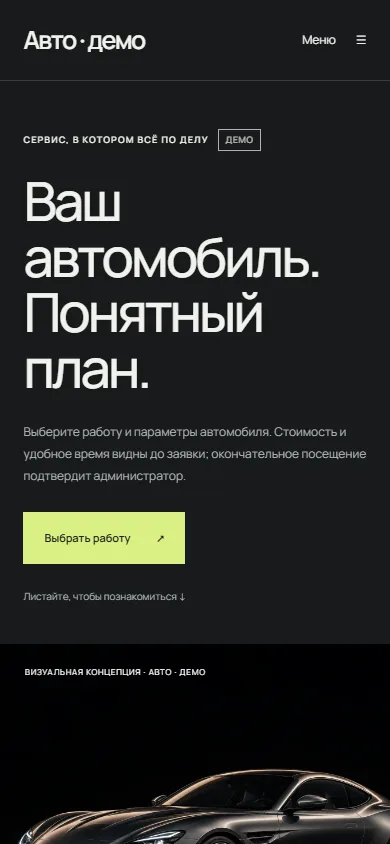 Авто·демо
Меню ☰
СЕРВИС, В КОТОРОМ ВСЁ ПО ДЕЛУ ДЕМО
Ваш
автомобиль.
Понятный
план.
Выберите работу и параметры автомобиля. Стоимость и
удобное время видны до заявки; окончательное посещение
подтвердит администратор.
Выбрать работу ↗
Листайте, чтобы познакомиться ↓
ВИЗУАЛЬНАЯ КОНЦЕПЦИЯ · АВТО · ДЕМО